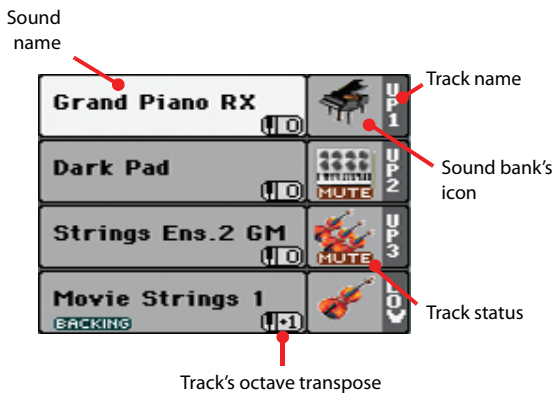 Sound
name
Track name
Grand Piano RX
0
UP1
Dark Pad
0
MUTE
UP2
Sound bank's
icon
Strings Ens.2 GM
0
MUTE
UP3
Movie Strings 1
BACKING
+1
LOW
Track status
Track's octave transpose